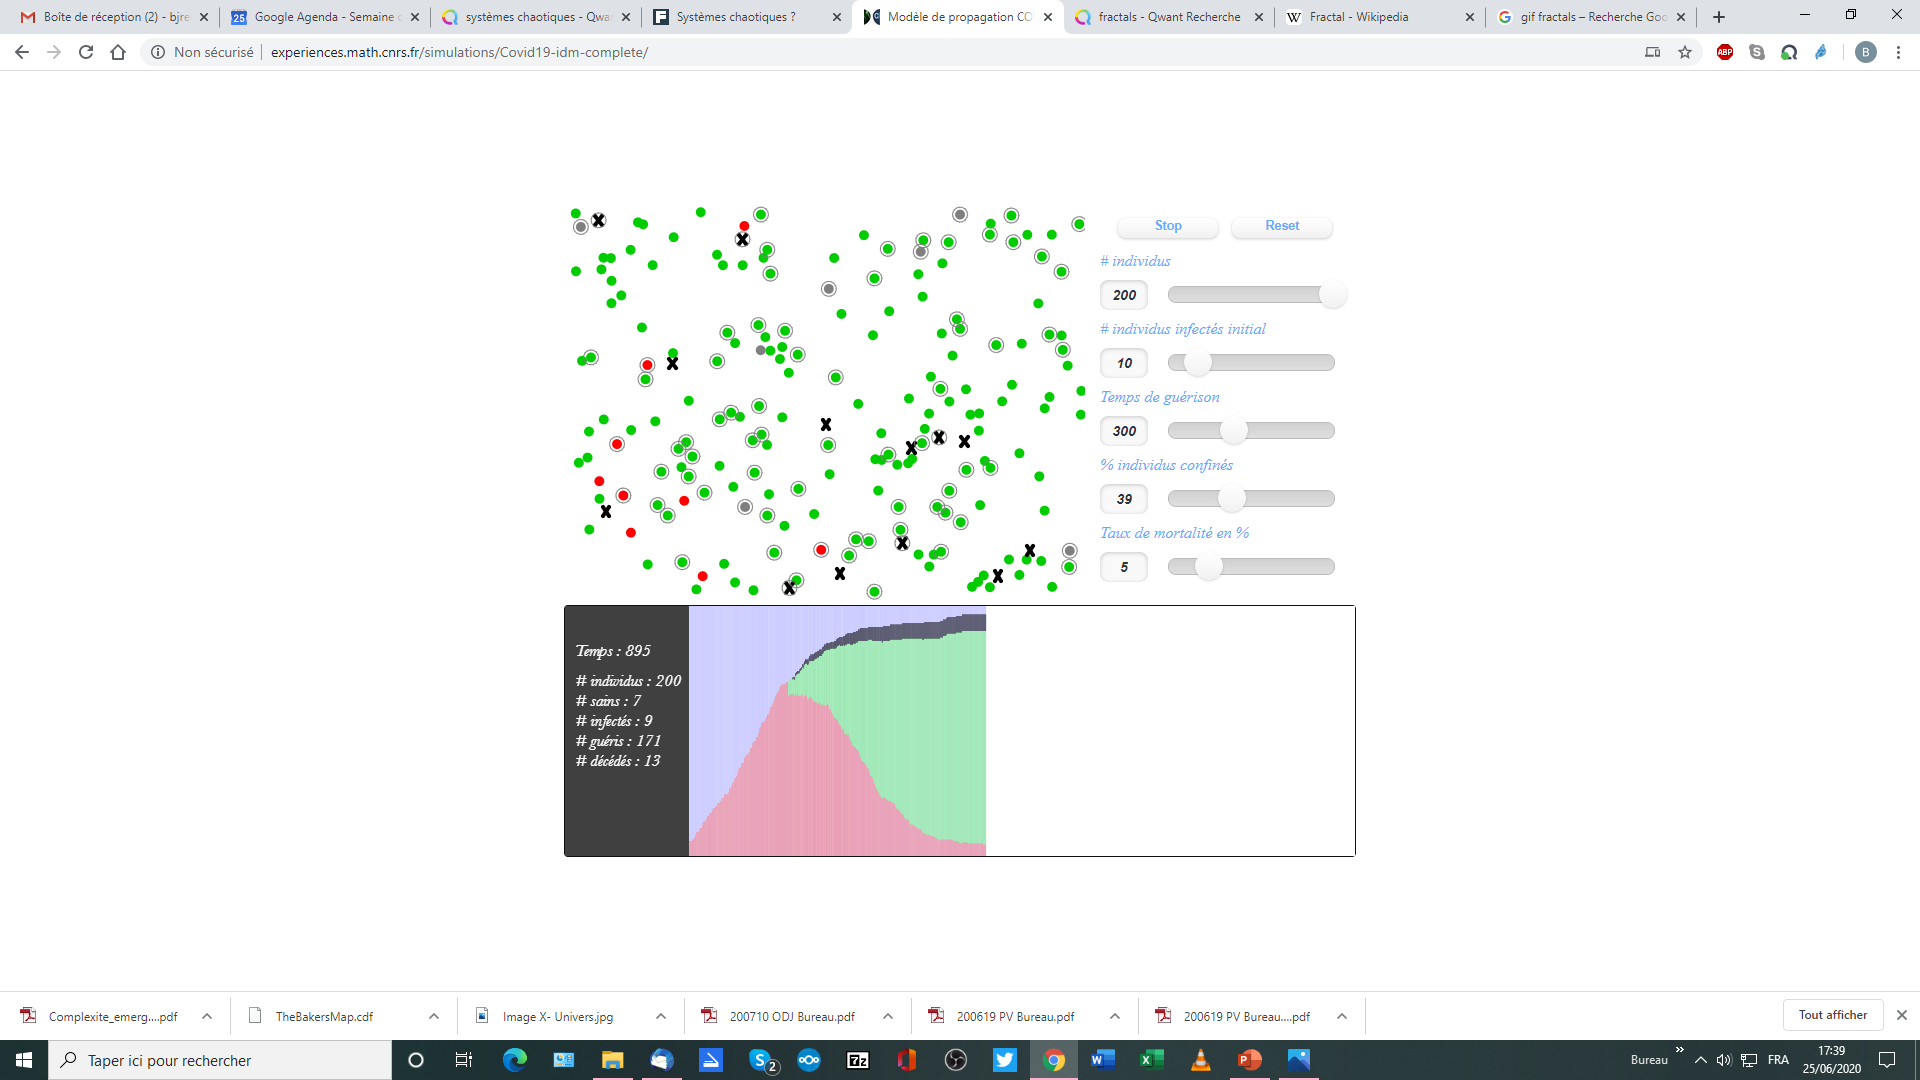 Boîte de réception (2) - bjre
Google Agenda - Semaine
systèmes chaotiques - Qwa
Systèmes chaotiques ?
Modèle de propagation CO
fractals - Qwant Recherche
Fractal - Wikipedia
gif fractals – Recherche Goo
Non sécurisé
experiences.math.cnrs.fr/simulations/Covid19-idm-complete/
ABP
B
Stop Reset
# individus
200
# individus infectés initial
10
Temps de guérison
300
% individus confinés
39
Taux de mortalité en %
5
Temps : 895
# individus : 200
# sains : 7
# infectés : 9
# guéris : 171
# décédés : 13
Complexite_emerg....pdf
TheBakersMap.cdf
Image X- Univers.jpg
200710 ODJ Bureau.pdf
200619 PV Bureau.pdf
200619 PV Bureau....pdf
Tout afficher
Taper ici pour rechercher
Bureau
FRA
17:39
25/06/2020